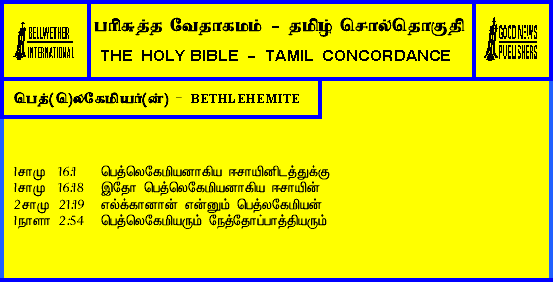 BELLWETHER
INTERNATIONAL
பரிசுத்த வேதாகமம் - தமிழ் சொல்தொகுதி
THE HOLY BIBLE - TAMIL CONCORDANCE
GOOD NEWS
PUBLISHERS
பெத்(லெ)லகேமியர்(ன்) - BETHLEHEMITE
1சாமு 16:1 பெத்லெகேமியனாகிய ஈசாயினிடத்துக்கு
1சாமு 16:18 இதோ பெத்லெகேமியனாகிய ஈசாயின்
2சாமு 21:19 எல்க்கானான் என்னும் பெத்லகேமியன்
1நாளா 2:54 பெத்லெகேமியரும் நேத்தோப்பாத்தியரும்